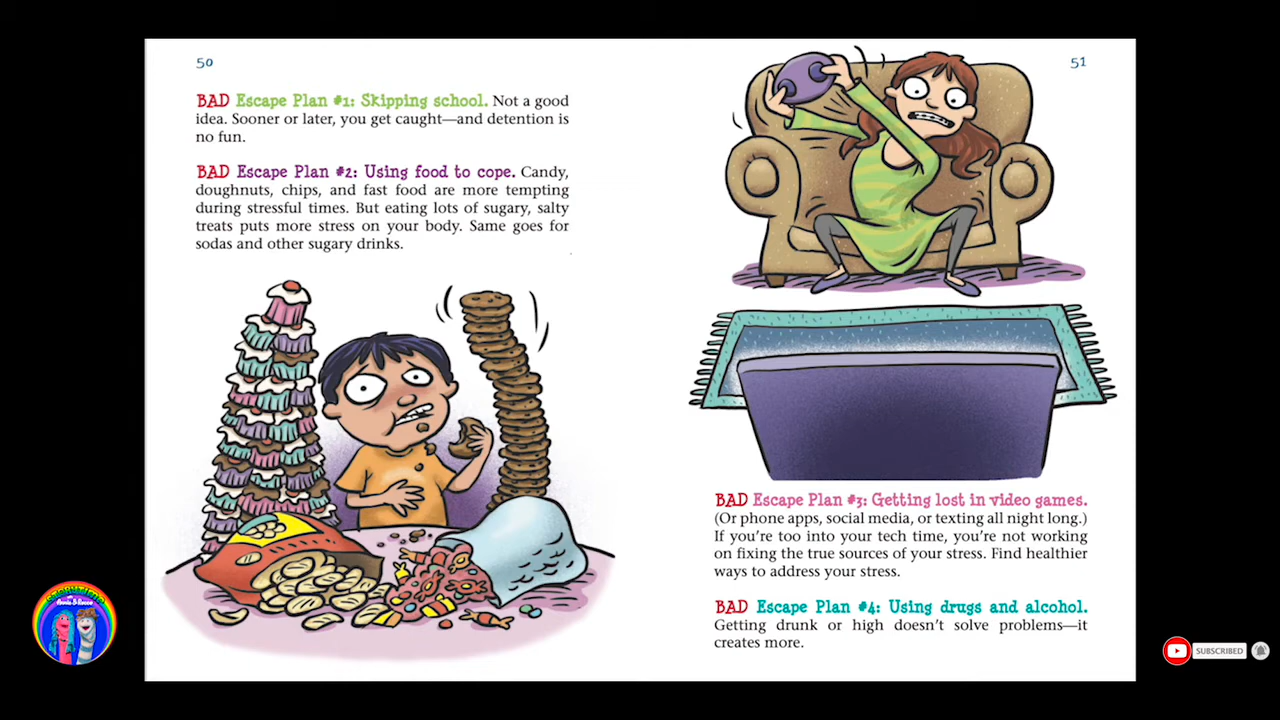 50
BAD Escape Plan #1: Skipping school. Not a good
idea. Sooner or later, you get caught—and detention is
no fun.
BAD Escape Plan #2: Using food to cope. Candy,
doughnuts, chips, and fast food are more tempting
during stressful times. But eating lots of sugary, salty
treats puts more stress on your body. Same goes for
sodas and other sugary drinks.
51
BAD Escape Plan #3: Getting lost in video games.
(Or phone apps, social media, or texting all night long.)
If you're too into your tech time, you're not working
on fixing the true sources of your stress. Find healthier
ways to address your stress.
BAD Escape Plan #4: Using drugs and alcohol.
Getting drunk or high doesn't solve problems—it
creates more.
STORYTIME
Annie & Rocco
SUBSCRIBED